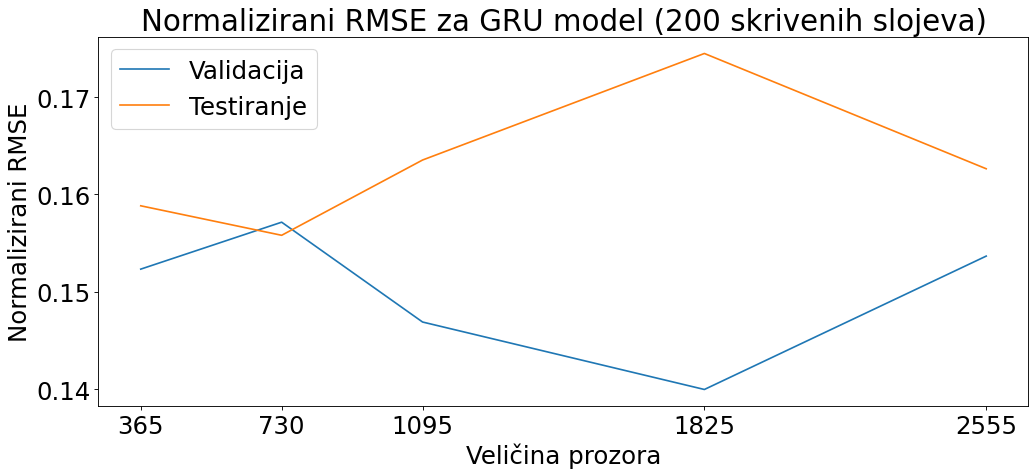 Normalizirani RMSE za GRU model (200 skrivenih slojeva)
Validacija
Testiranje
Normalizirani RMSE
0.17
0.16
0.15
0.14
365 730 1095 1825 2555
Veličina prozora